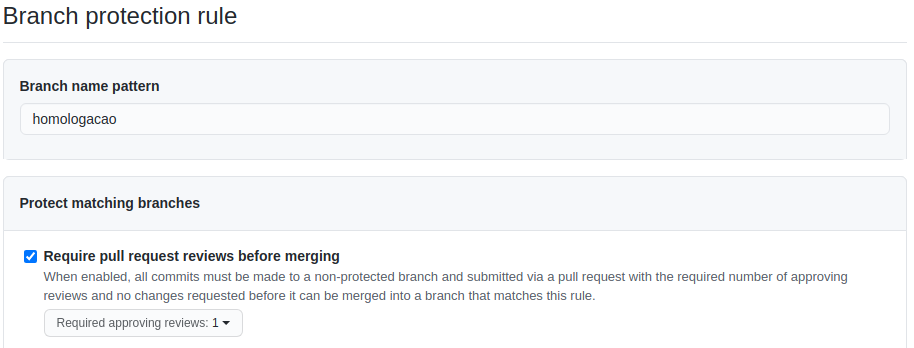 Branch protection rule
Branch name pattern
homologacao
Protect matching branches
Require pull request reviews before merging
When enabled, all commits must be made to a non-protected branch and submitted via a pull request with the required number of approving
reviews and no changes requested before it can be merged into a branch that matches this rule.
Required approving reviews: 1